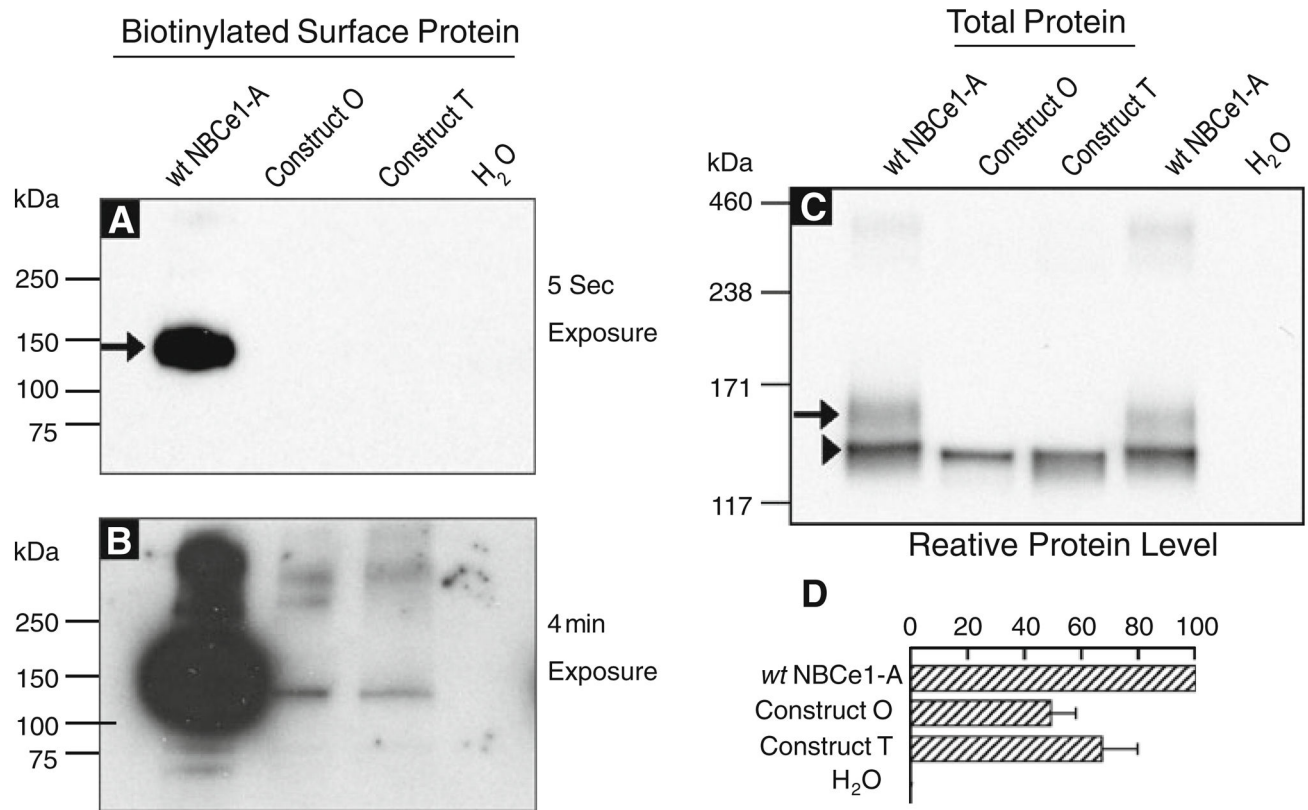 Biotinylated Surface Protein
wt NBCe1-A
Construct O
Construct T
H2O
kDa
A
250
150
100
75
5 Sec
Exposure
kDa
B
250
150
100
75
4 min
Exposure
Total Protein
wt NBCe1-A
Construct O
Construct T
wt NBCe1-A
H2O
kDa
C
460
238
171
117
Reative Protein Level
D
0 20 40 60 80 100
wt NBCe1-A
Construct O
Construct T
H2O